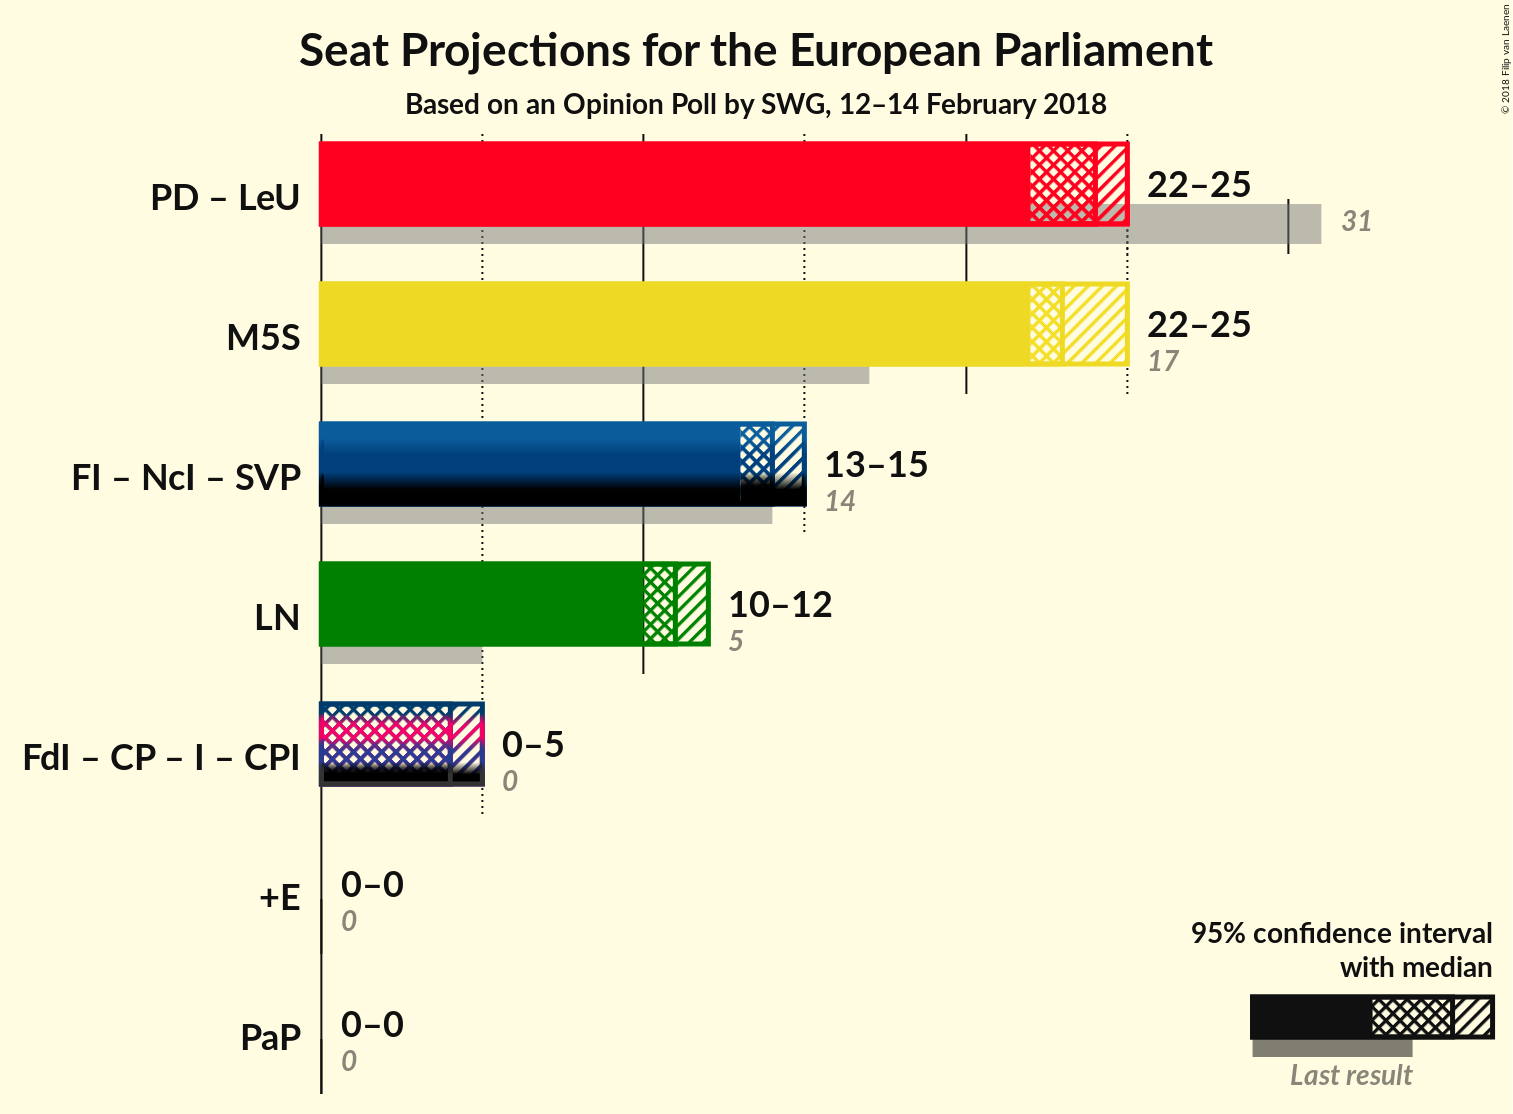 Seat Projections for the European Parliament
Based on an Opinion Poll by SWG, 12–14 February 2018
© 2018 Filip van Laenen
PD – LeU
22–25
31
M5S
22–25
17
FI – NcI – SVP
13–15
14
LN
10–12
5
FdI – CP – I – CPI
0–5
0
+E
0–0
0
PaP
0–0
0
95% confidence interval
with median
Last result